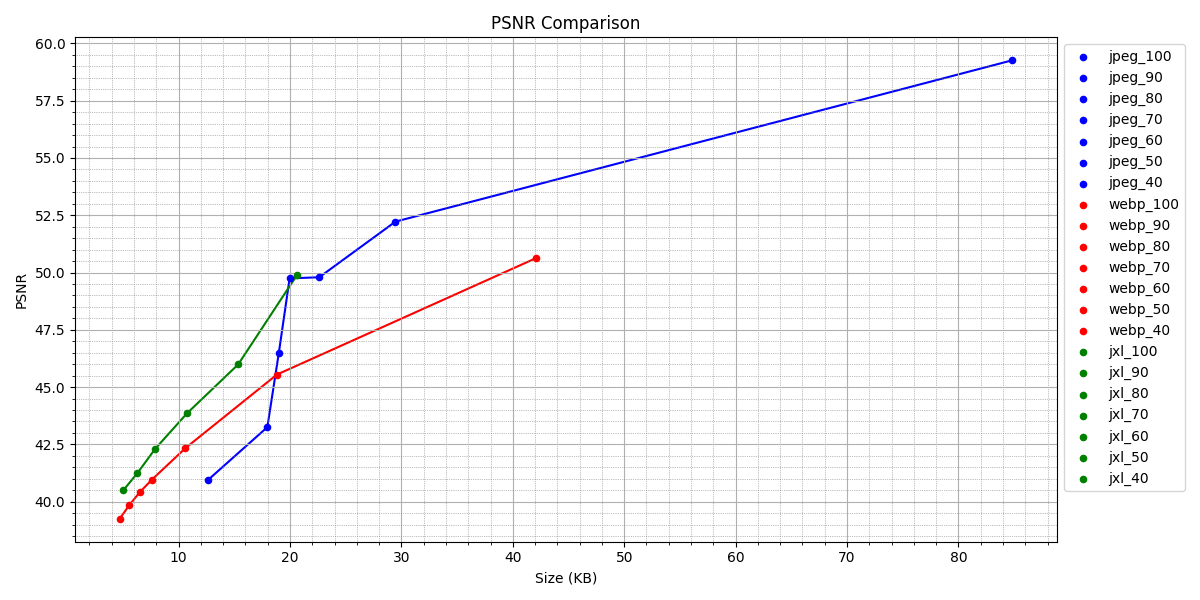 PSNR Comparison
60.0
57.5
55.0
52.5
50.0
47.5
45.0
42.5
40.0
PSNR
10 20 30 40 50 60 70 80
Size (KB)
jpeg_100
jpeg_90
jpeg_80
jpeg_70
jpeg_60
jpeg_50
jpeg_40
webp_100
webp_90
webp_80
webp_70
webp_60
webp_50
webp_40
jxl_100
jxl_90
jxl_80
jxl_70
jxl_60
jxl_50
jxl_40